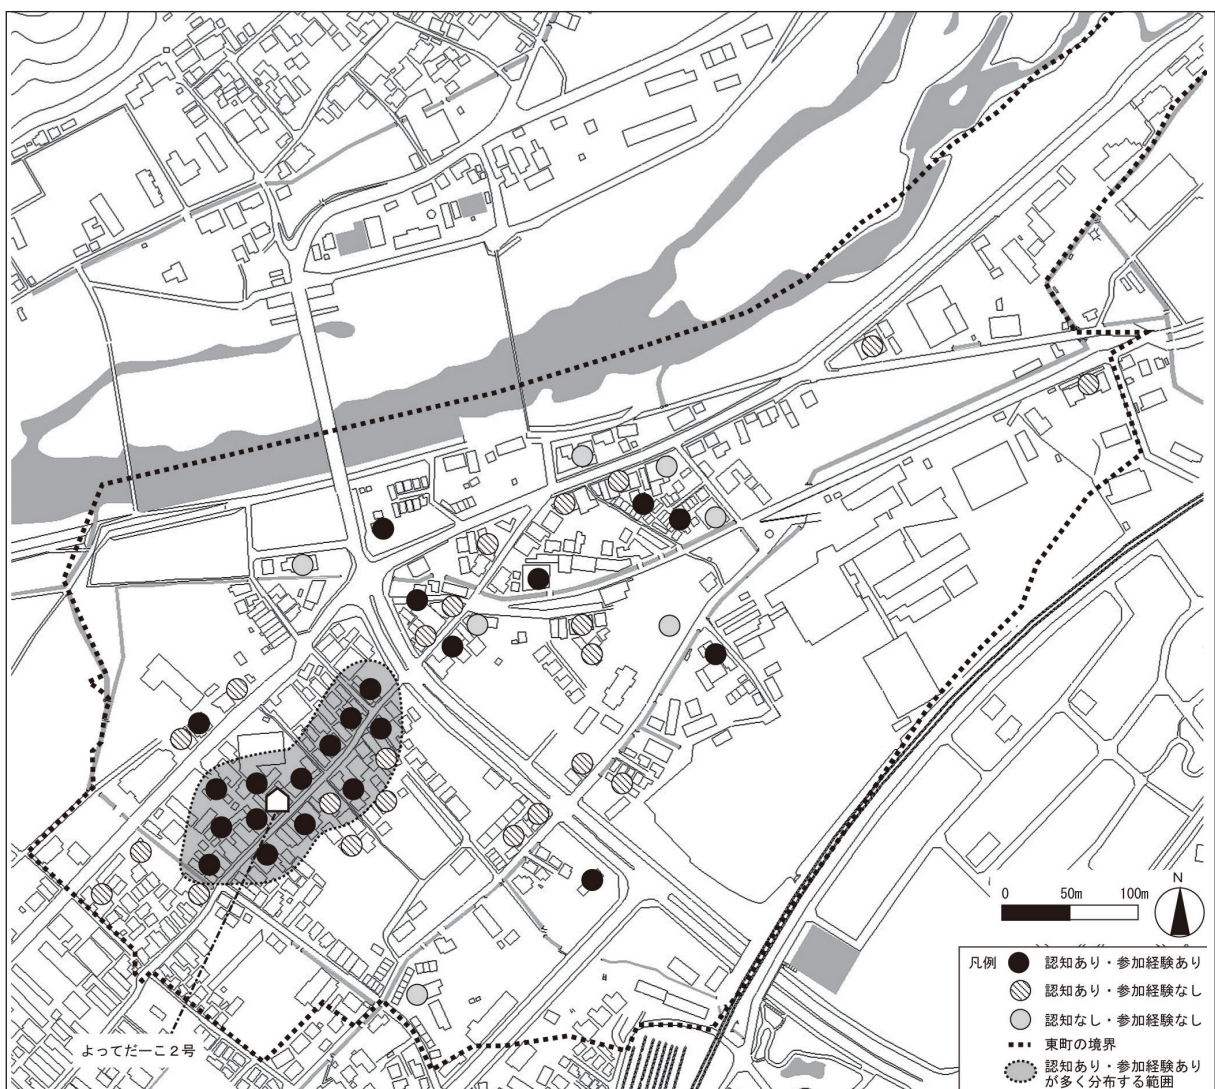 N
0 50m 100m
凡例 認知あり・参加経験あり
認知あり・参加経験なし
認知なし・参加経験なし
東町の境界
認知あり・参加経験あり
が多く分布する範囲
よってだーこ2号